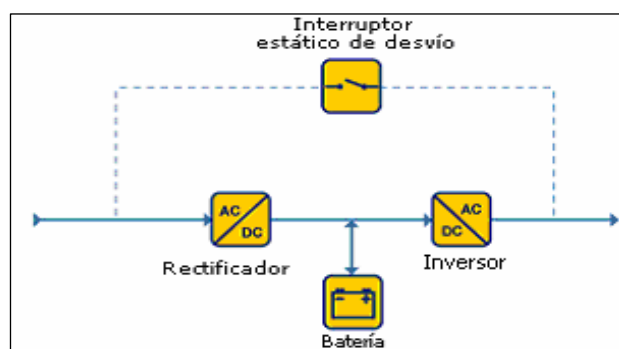 Interruptor
estático de desvío
AC
DC
AC
DC
Rectificador
Inversor
Batería